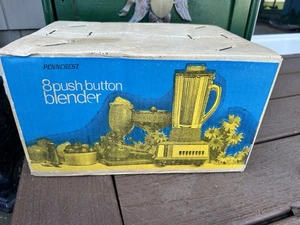 PENNCREST
8 push button
blender